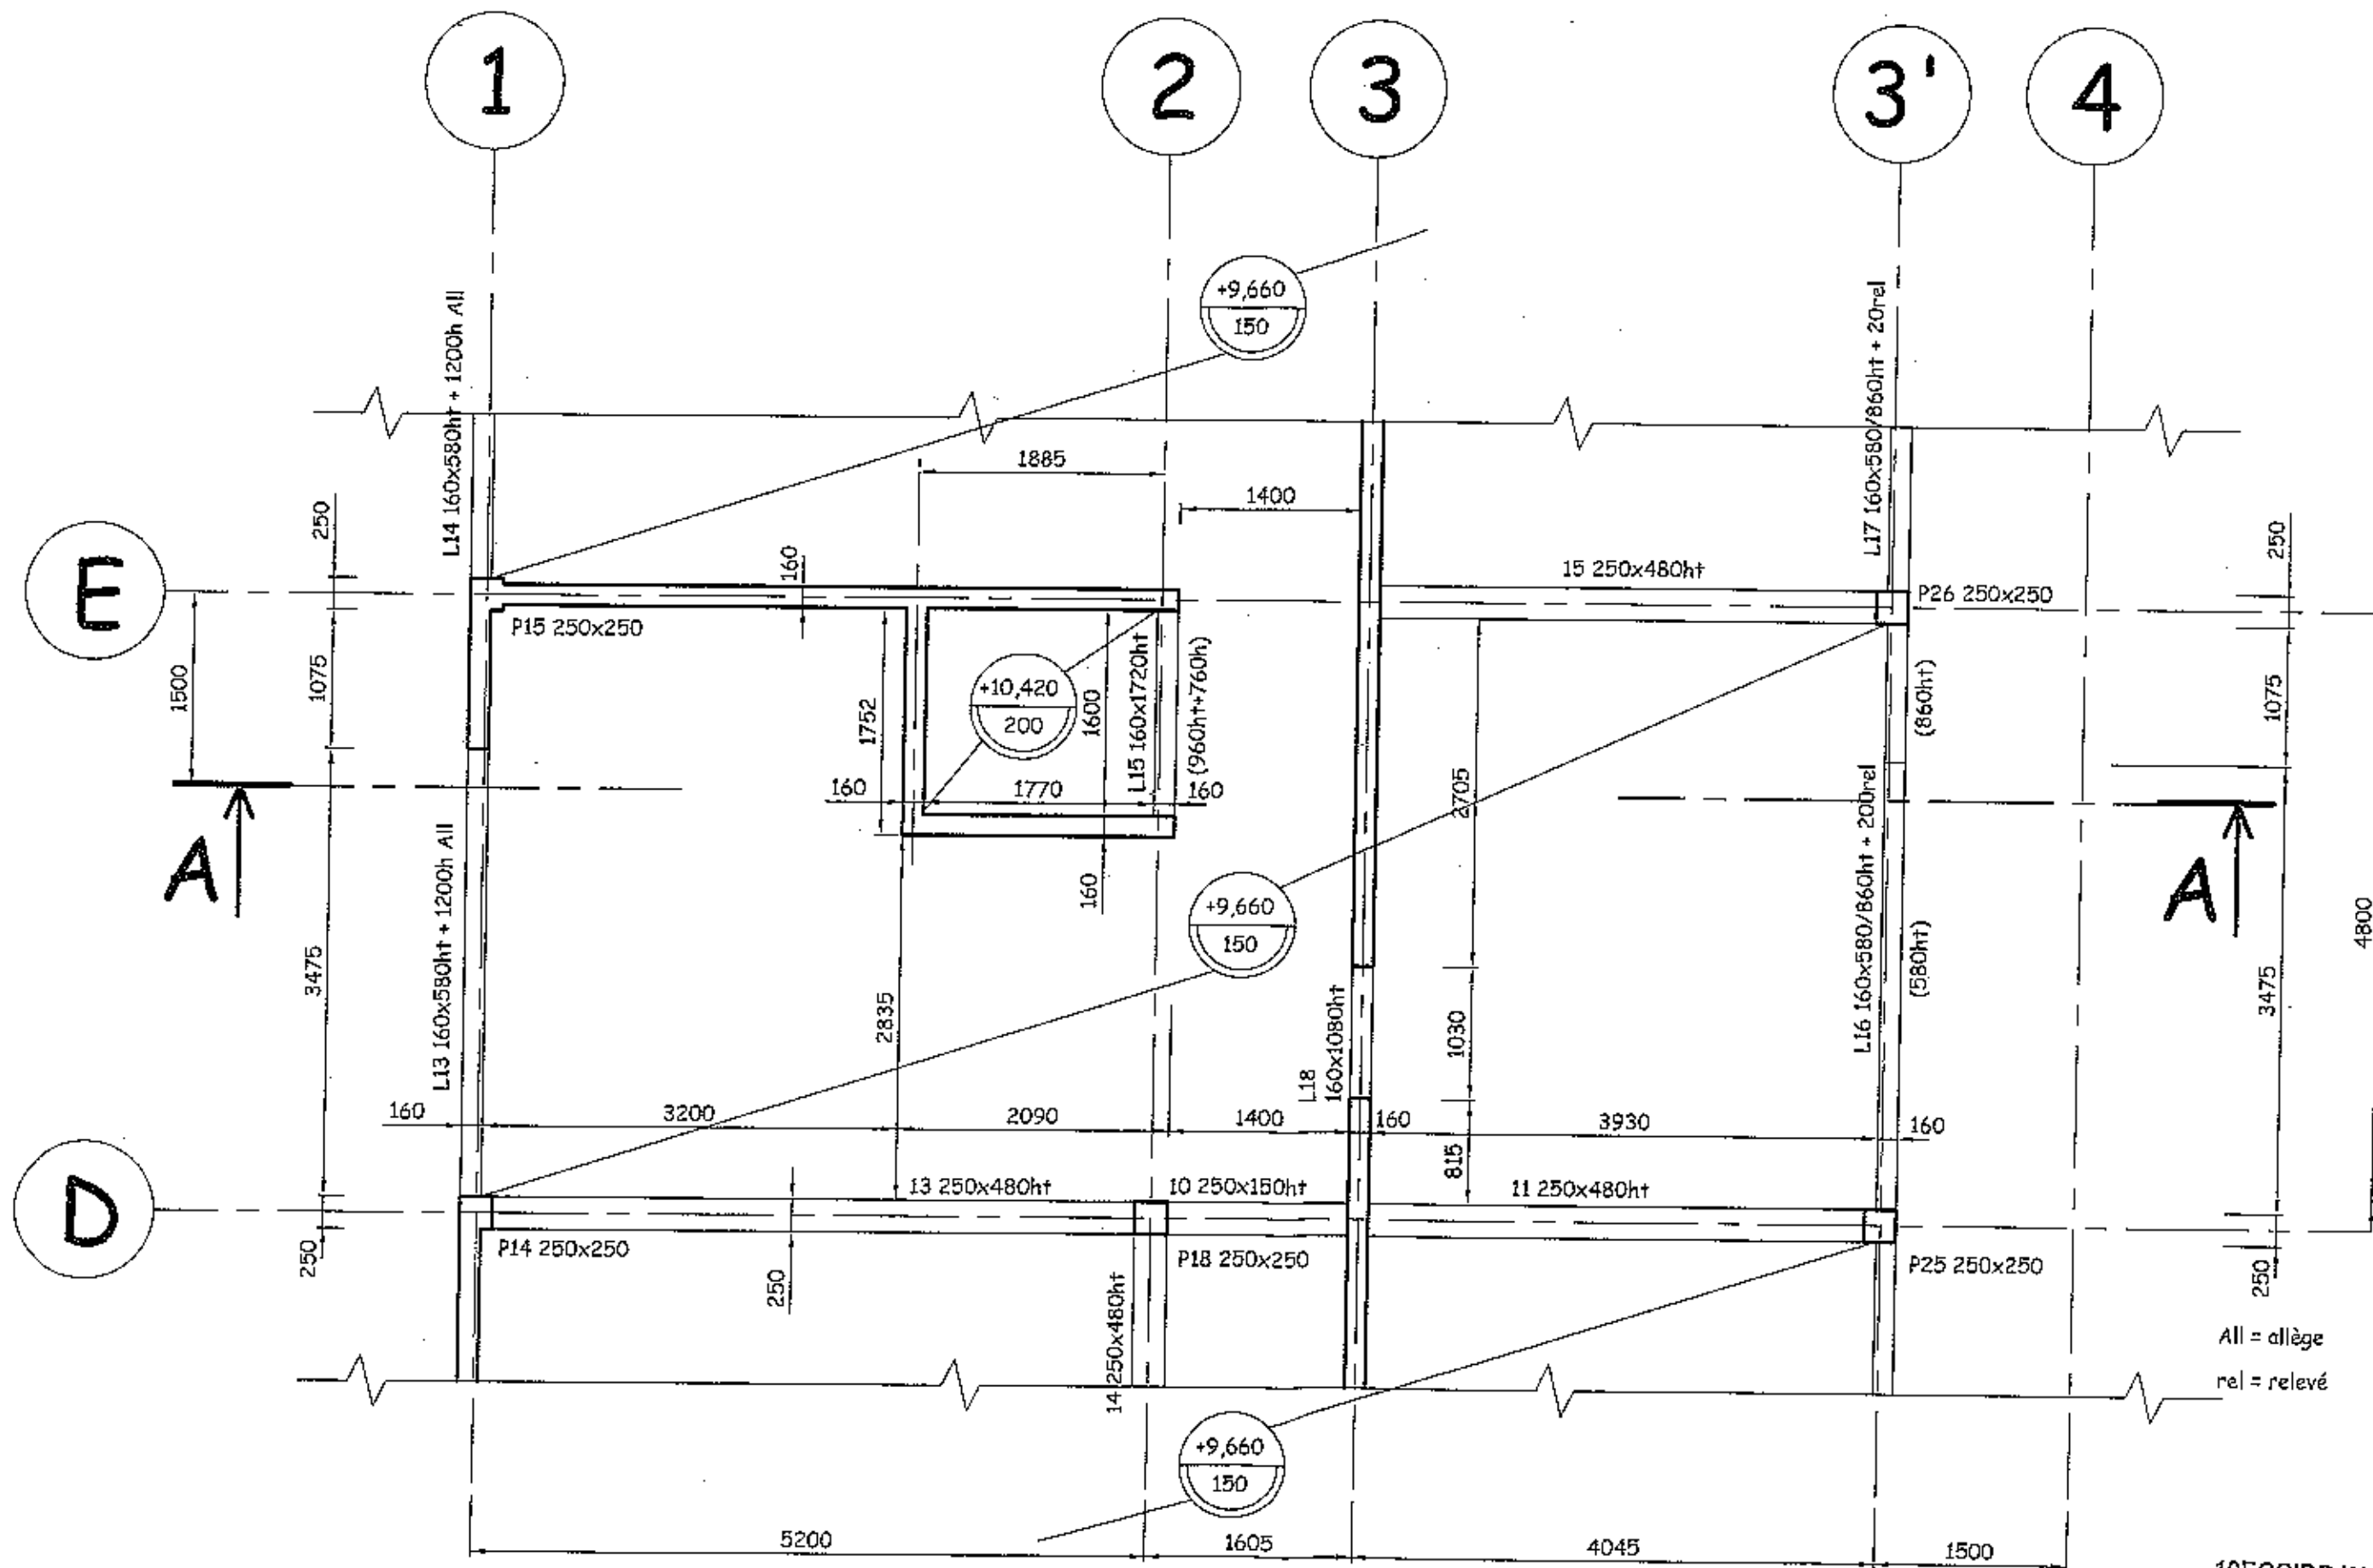 1
2
3
3'
4
+9,660
150
L14 160x580ht + 1200h All
L17 160x580/860ht + 20rel
1885
1400
250
160
15 250x480ht
250
E
P15 250x250
P26 250x250
1500
1075
1752
+10,420
200
1600
L15 160x1720ht
(960ht+760h)
(860ht)
1075
160
1770
160
2705
A
A
160
L13 160x580ht + 1200h All
L16 160x580/860ht + 200rel
+9,660
150
3475
2835
1030
(580ht)
3475
4800
L18
160x1080ht
160
3200
2090
1400
160
3930
160
815
D
13 250x480ht
10 250x150ht
11 250x480ht
250
P14 250x250
250
P18 250x250
P25 250x250
250
14 250x480ht
All = allège
rel = relevé
+9,660
150
5200
1605
4045
1500